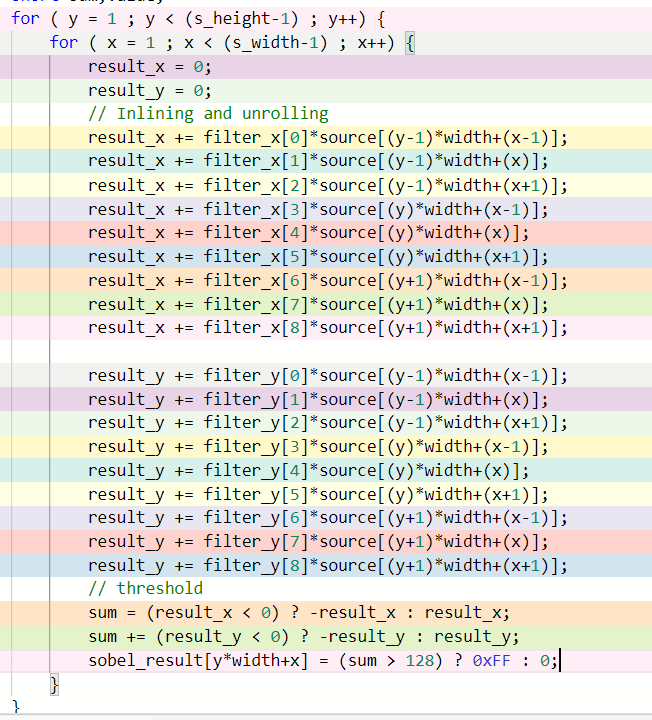 for ( y = 1 ; y < (s_height-1) ; y++) {
for ( x = 1 ; x < (s_width-1) ; x++) {
result_x = 0;
result_y = 0;
// Inlining and unrolling
result_x += filter_x[0]*source[(y-1)*width+(x-1)];
result_x += filter_x[1]*source[(y-1)*width+(x)];
result_x += filter_x[2]*source[(y-1)*width+(x+1)];
result_x += filter_x[3]*source[(y)*width+(x-1)];
result_x += filter_x[4]*source[(y)*width+(x)];
result_x += filter_x[5]*source[(y)*width+(x+1)];
result_x += filter_x[6]*source[(y+1)*width+(x-1)];
result_x += filter_x[7]*source[(y+1)*width+(x)];
result_x += filter_x[8]*source[(y+1)*width+(x+1)];
result_y += filter_y[0]*source[(y-1)*width+(x-1)];
result_y += filter_y[1]*source[(y-1)*width+(x)];
result_y += filter_y[2]*source[(y-1)*width+(x+1)];
result_y += filter_y[3]*source[(y)*width+(x-1)];
result_y += filter_y[4]*source[(y)*width+(x)];
result_y += filter_y[5]*source[(y)*width+(x+1)];
result_y += filter_y[6]*source[(y+1)*width+(x-1)];
result_y += filter_y[7]*source[(y+1)*width+(x)];
result_y += filter_y[8]*source[(y+1)*width+(x+1)];
// threshold
sum = (result_x < 0) ? -result_x : result_x;
sum += (result_y < 0) ? -result_y : result_y;
sobel_result[y*width+x] = (sum > 128) ? 0xFF : 0;
}
}